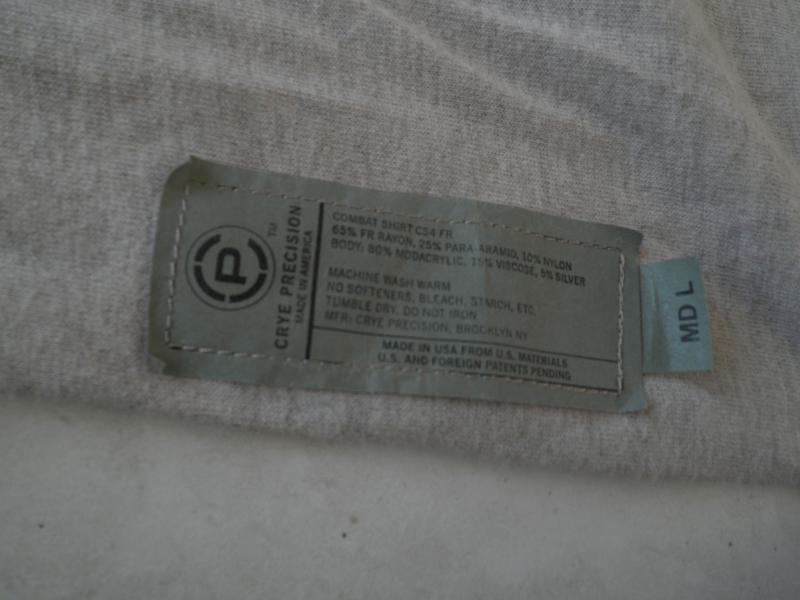 P
TM
CRYE PRECISION
MADE IN AMERICA
COMBAT SHIRT CS4 FR
65% FR RAYON, 25% PARA-ARAMID, 10% NYLON
BODY: 80% MODACRYLIC, 15% VISCOSE, 5% SILVER
MACHINE WASH WARM
NO SOFTENERS, BLEACH, STARCH, ETC.
TUMBLE DRY, DO NOT IRON
MFR: CRYE PRECISION, BROOKLYN NY
MADE IN USA FROM U.S. MATERIALS
U.S. AND FOREIGN PATENTS PENDING
MD L